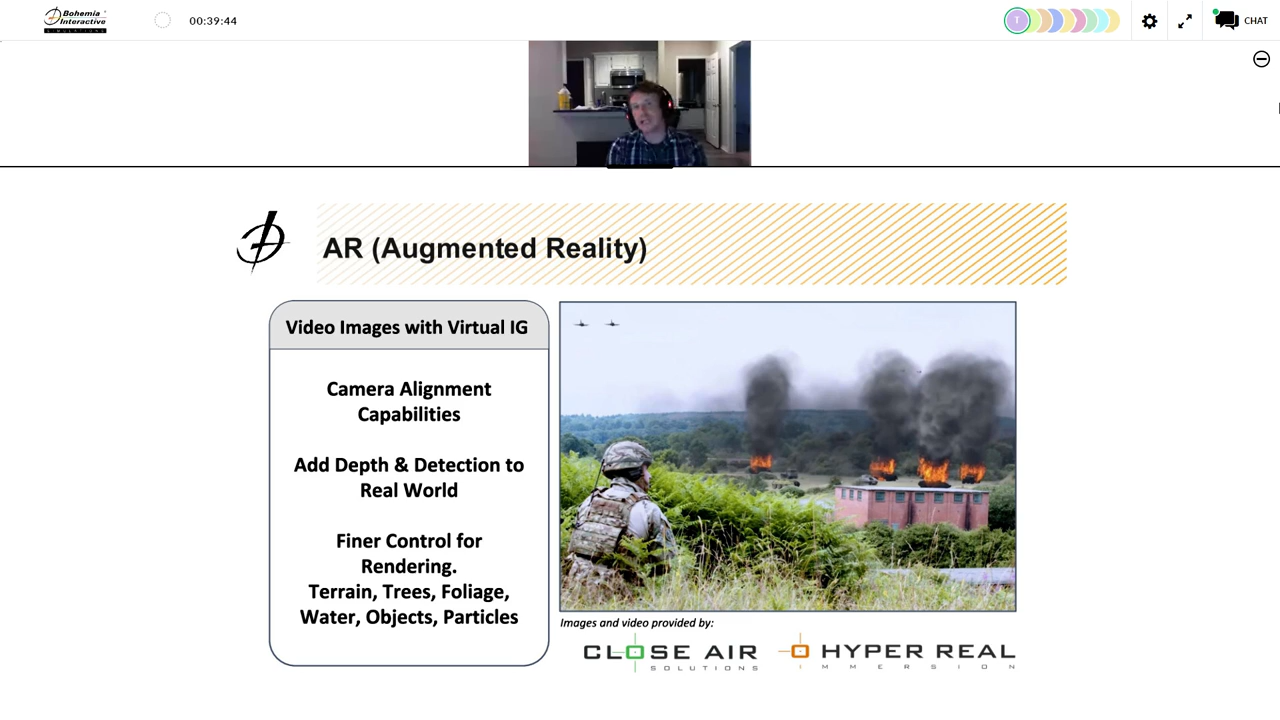 Bohemia
Interactive
SIMULATIONS
00:39:44
T
CHAT
AR (Augmented Reality)
Video Images with Virtual IG
Camera Alignment
Capabilities
Add Depth & Detection to
Real World
Finer Control for
Rendering.
Terrain, Trees, Foliage,
Water, Objects, Particles
Images and video provided by:
CLOSE AIR
SOLUTIONS
HYPER REAL
IMMERSION